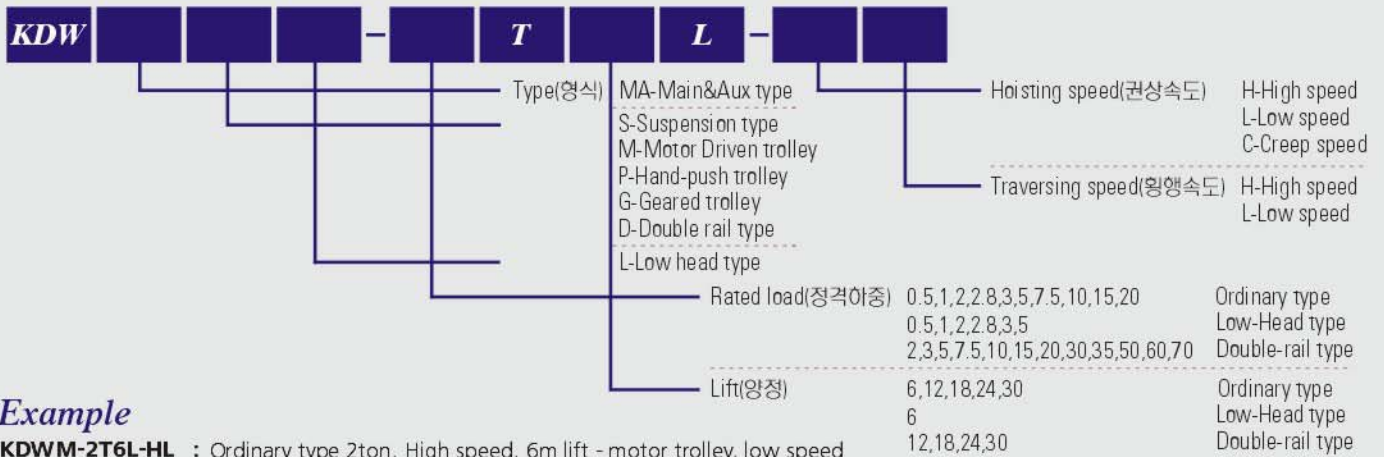 KDW - T L -
Type(형식) MA-Main&Aux type
S-Suspension type
M-Motor Driven trolley
P-Hand-push trolley
G-Geared trolley
D-Double rail type
L-Low head type
Hoisting speed(권상속도) H-High speed
L-Low speed
C-Creep speed
Traversing speed(횡행속도) H-High speed
L-Low speed
Rated load(정격하중) 0.5,1,2,2.8,3,5,7.5,10,15,20 Ordinary type
0.5,1,2,2.8,3,5 Low-Head type
2,3,5,7.5,10,15,20,30,35,50,60,70 Double-rail type
Lift(양정) 6,12,18,24,30 Ordinary type
6 Low-Head type
12,18,24,30 Double-rail type
Example
KDWM-2T6L-HL : Ordinary type 2ton, High speed, 6m lift - motor trolley, low speed